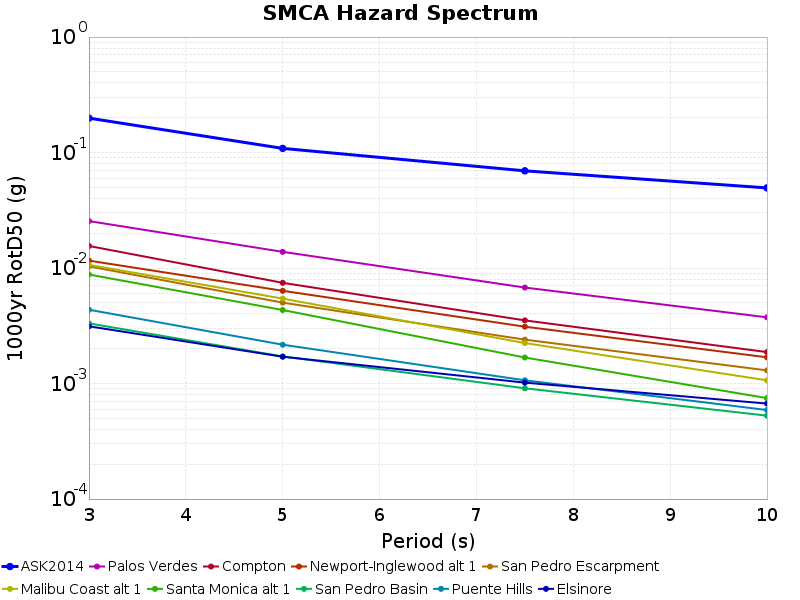 SMCA Hazard Spectrum
10^0
10^-1
10^-2
10^-3
10^-4
1000yr RotD50 (g)
3 4 5 6 7 8 9 10
Period (s)
ASK2014 Palos Verdes Compton Newport-Inglewood alt 1 San Pedro Escarpment
Malibu Coast alt 1 Santa Monica alt 1 San Pedro Basin Puente Hills Elsinore